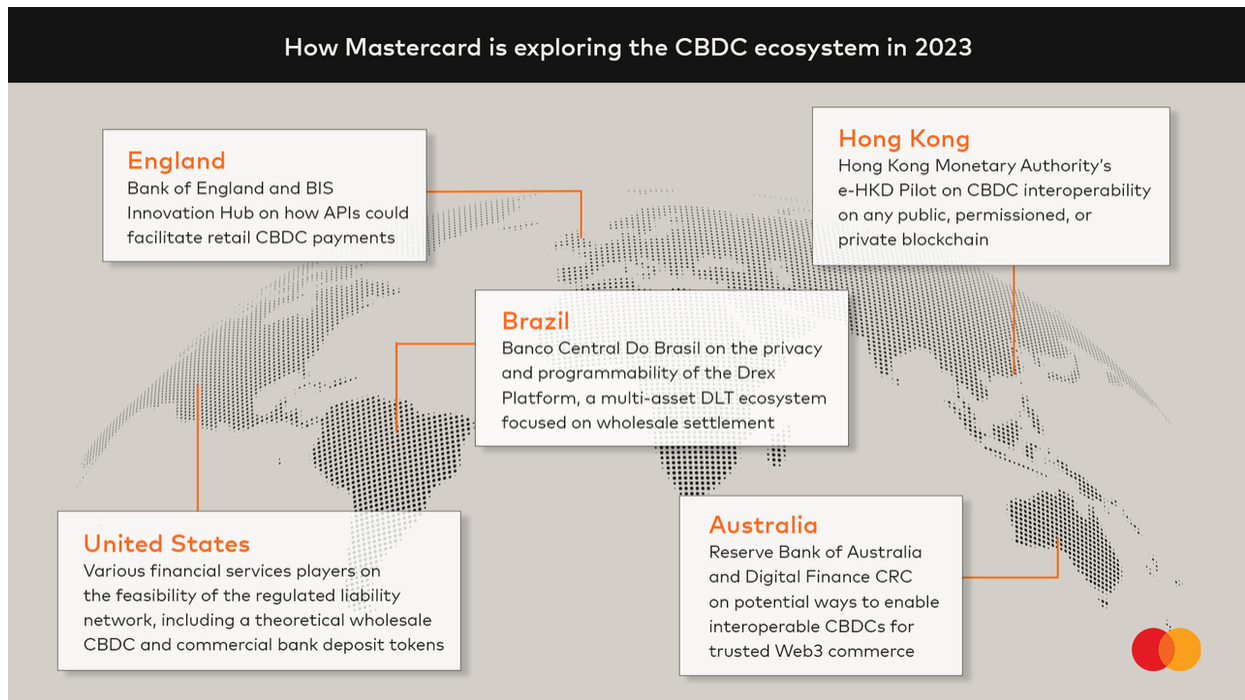 How Mastercard is exploring the CBDC ecosystem in 2023
England
Bank of England and BIS
Innovation Hub on how APIs could
facilitate retail CBDC payments
Hong Kong
Hong Kong Monetary Authority’s
e-HKD Pilot on CBDC interoperability
on any public, permissioned, or
private blockchain
Brazil
Banco Central Do Brasil on the privacy
and programmability of the Drex
Platform, a multi-asset DLT ecosystem
focused on wholesale settlement
United States
Various financial services players on
the feasibility of the regulated liability
network, including a theoretical wholesale
CBDC and commercial bank deposit tokens
Australia
Reserve Bank of Australia
and Digital Finance CRC
on potential ways to enable
interoperable CBDCs for
trusted Web3 commerce